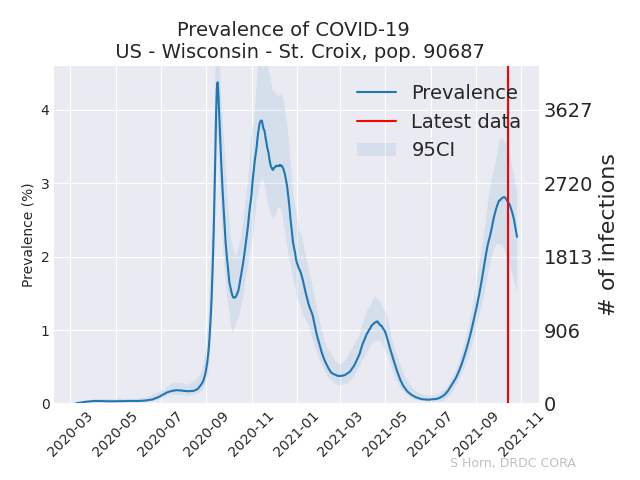 Prevalence of COVID-19
US - Wisconsin - St. Croix, pop. 90687
Prevalence
Latest data
95CI
Prevalence (%)
4
3
2
1
0
3627
2720
1813
906
0
# of infections
2020-03
2020-05
2020-07
2020-09
2020-11
2021-01
2021-03
2021-05
2021-07
2021-09
2021-11
S Horn, DRDC CORA